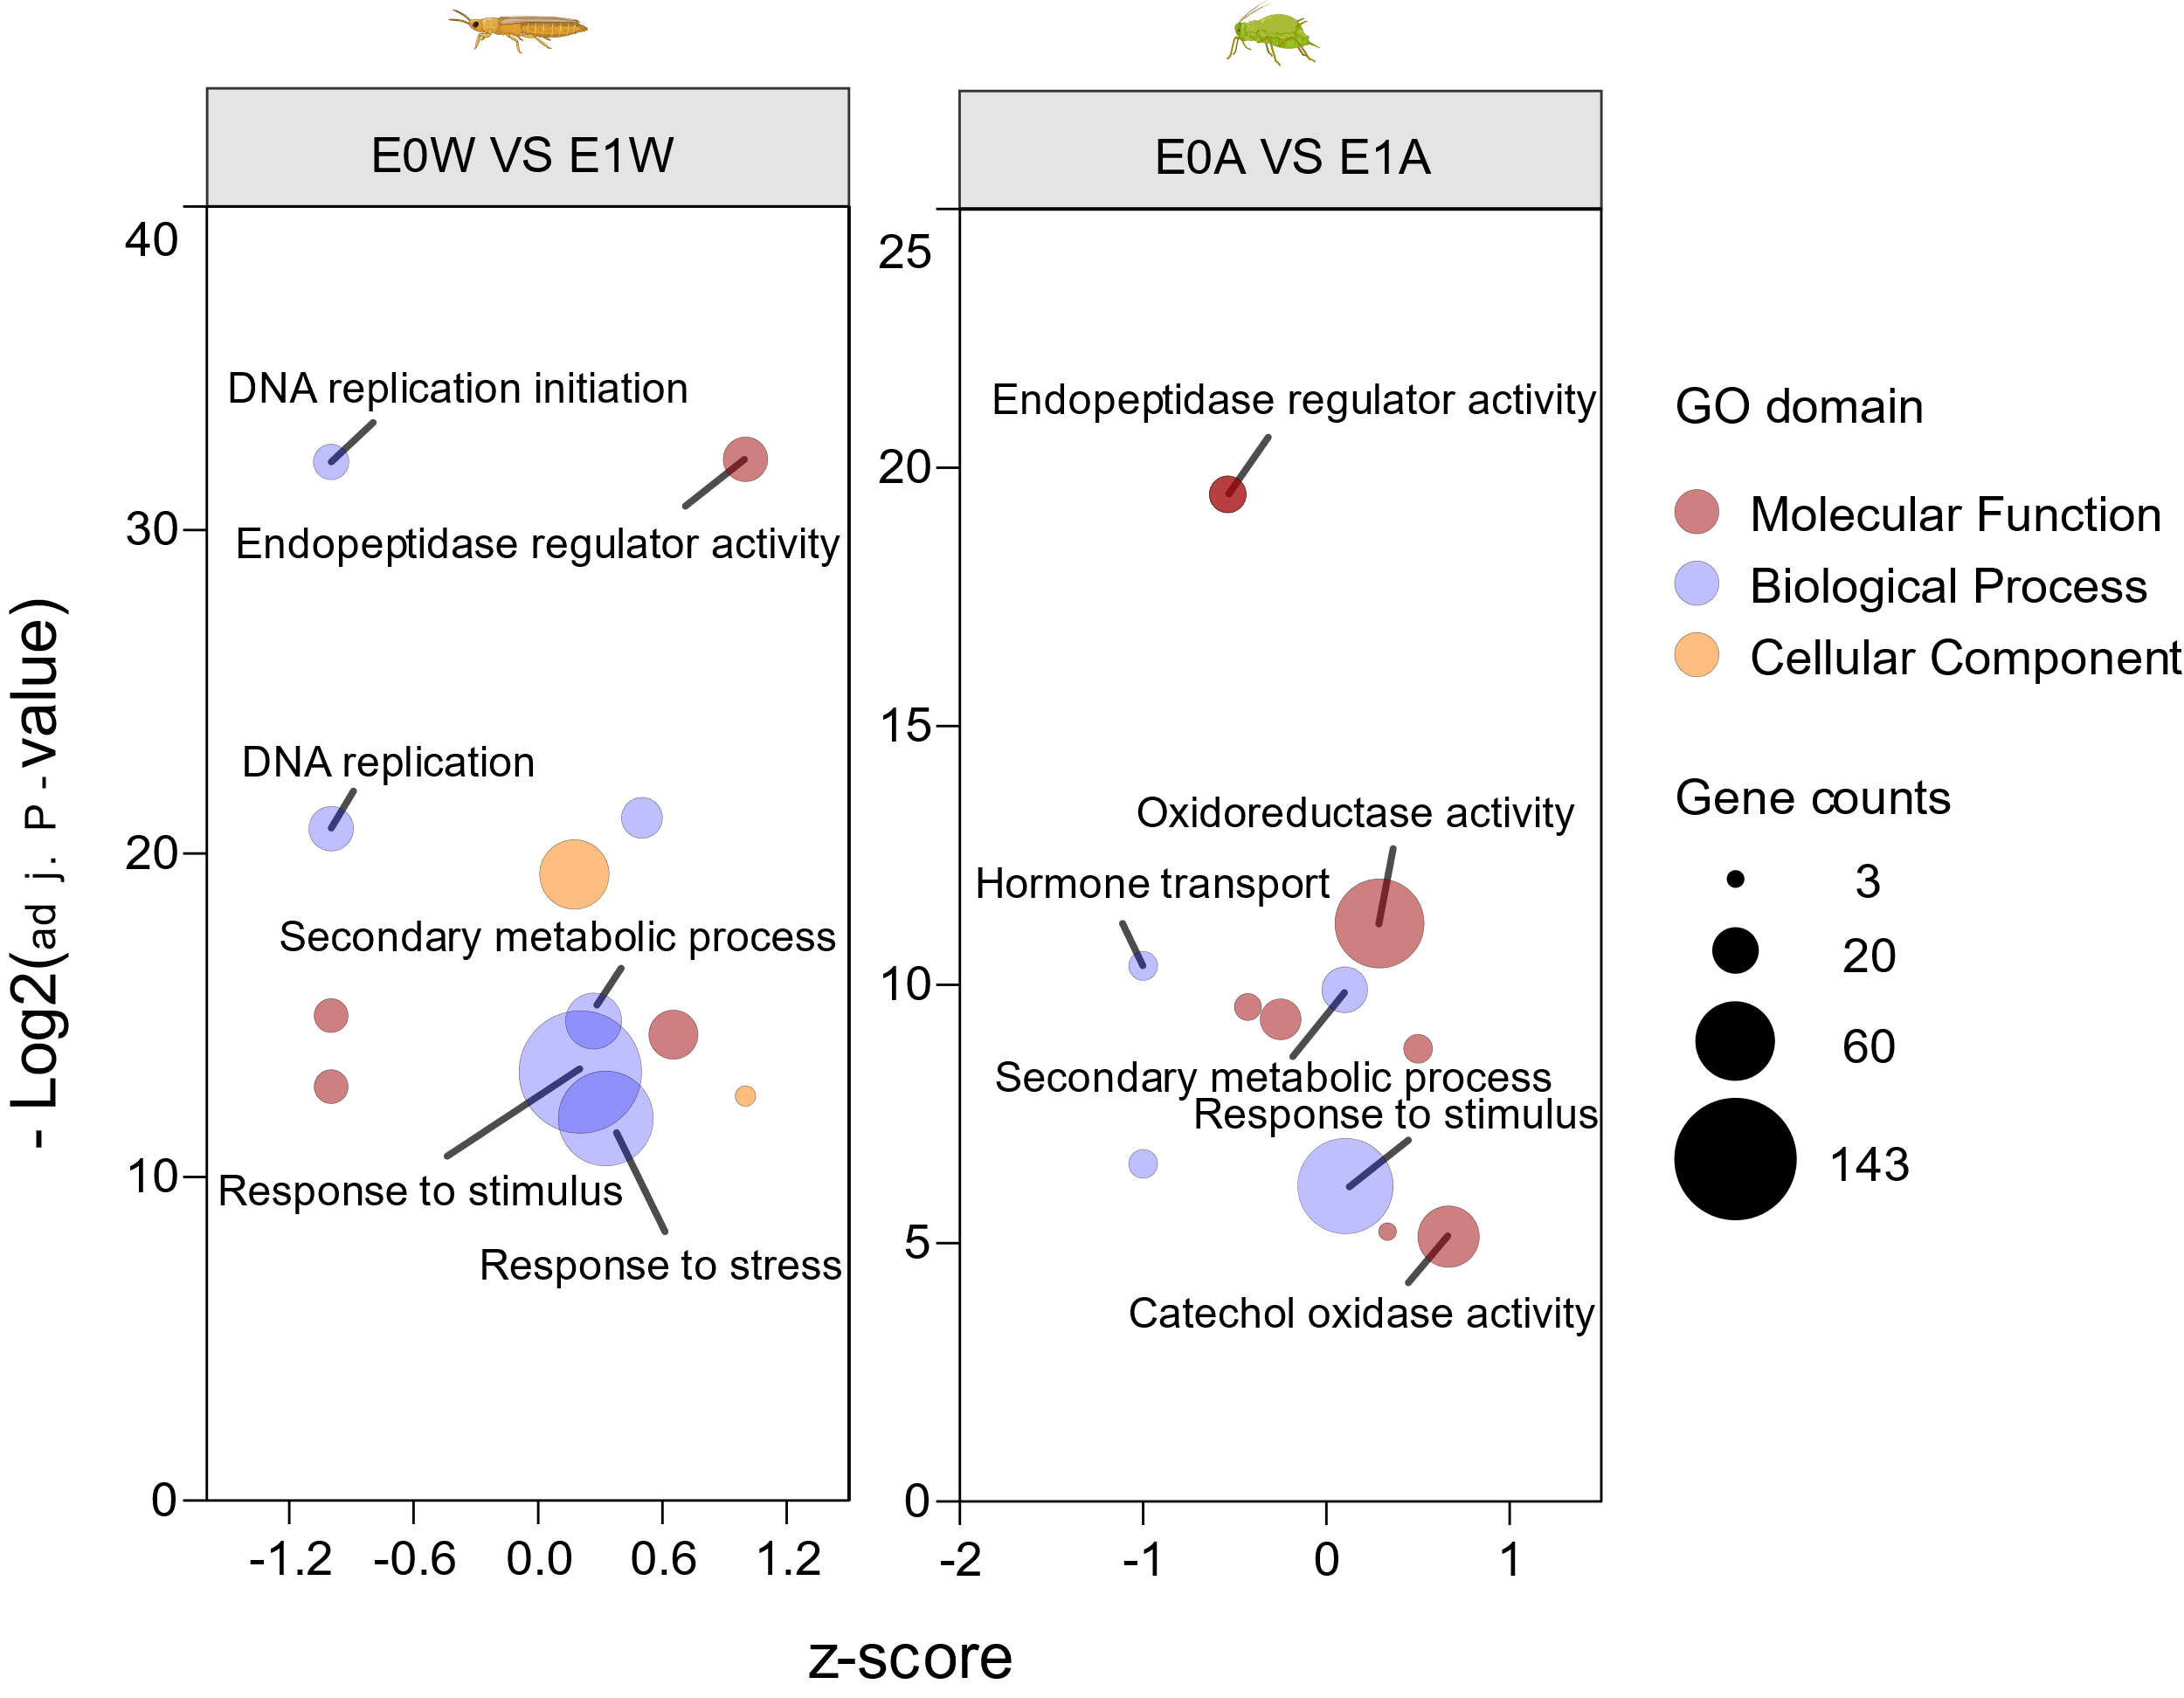 E0W VS E1W
E0A VS E1A
40
30
20
10
0
25
20
15
10
5
0
DNA replication initiation
Endopeptidase regulator activity
DNA replication
Secondary metabolic process
Response to stimulus
Response to stress
Endopeptidase regulator activity
Oxidoreductase activity
Hormone transport
Secondary metabolic process
Response to stimulus
Catechol oxidase activity
-1.2 -0.6 0.0 0.6 1.2
-2 -1 0 1
z-score
- Log2(ad j. P - value)
GO domain
Molecular Function
Biological Process
Cellular Component
Gene counts
3
20
60
143